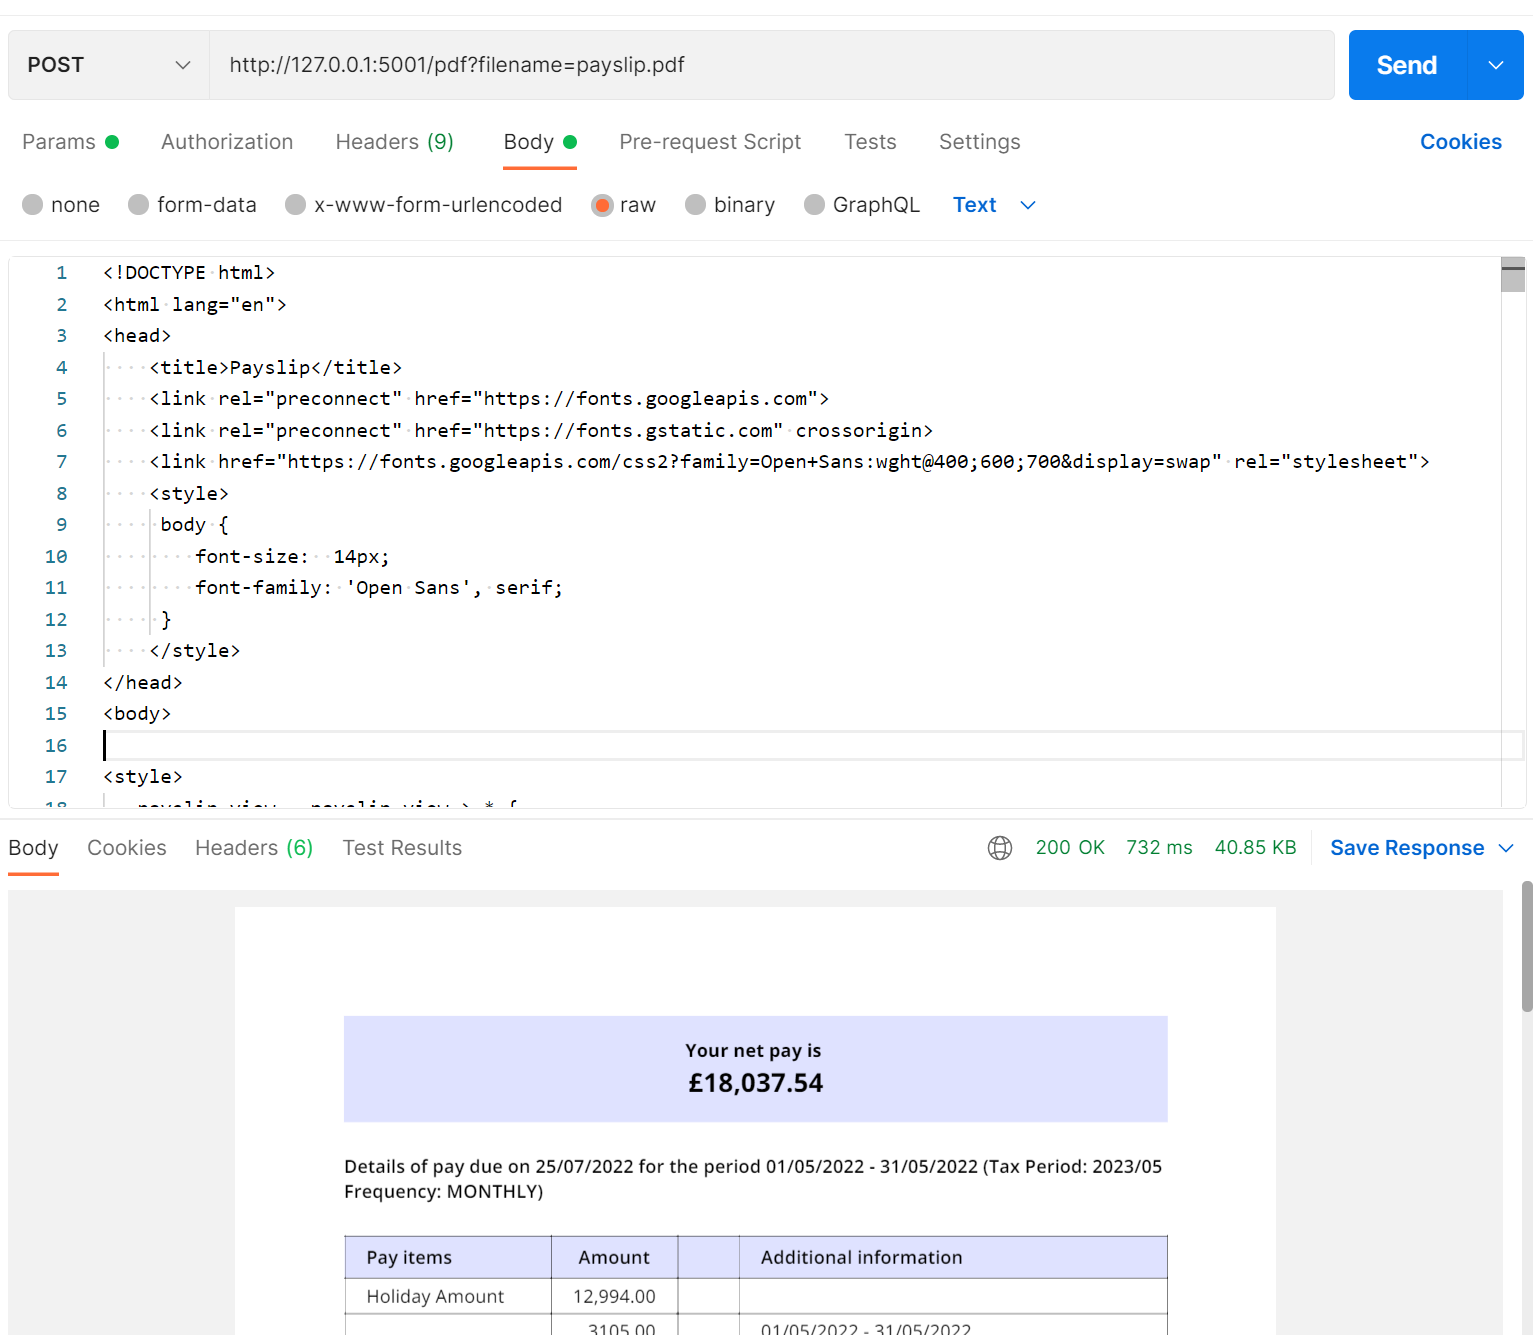 POST http://127.0.0.1:5001/pdf?filename=payslip.pdf Send
Params Authorization Headers (9) Body Pre-request Script Tests Settings Cookies
none form-data x-www-form-urlencoded raw binary GraphQL Text
1 <!DOCTYPE html>
2 <html lang="en">
3 <head>
4 <title>Payslip</title>
5 <link rel="preconnect" href="https://fonts.googleapis.com">
6 <link rel="preconnect" href="https://fonts.gstatic.com" crossorigin>
7 <link href="https://fonts.googleapis.com/css2?family=Open+Sans:wght@400;600;700&display=swap" rel="stylesheet">
8 <style>
9 body {
10 font-size: 14px;
11 font-family: 'Open Sans', serif;
12 }
13 </style>
14 </head>
15 <body>
16
17 <style>
Body Cookies Headers (6) Test Results 200 OK 732 ms 40.85 KB Save Response
Your net pay is
£18,037.54
Details of pay due on 25/07/2022 for the period 01/05/2022 - 31/05/2022 (Tax Period: 2023/05
Frequency: MONTHLY)
Pay items Amount Additional information
Holiday Amount 12,994.00
3105.00 01/05/2022 - 31/05/2022